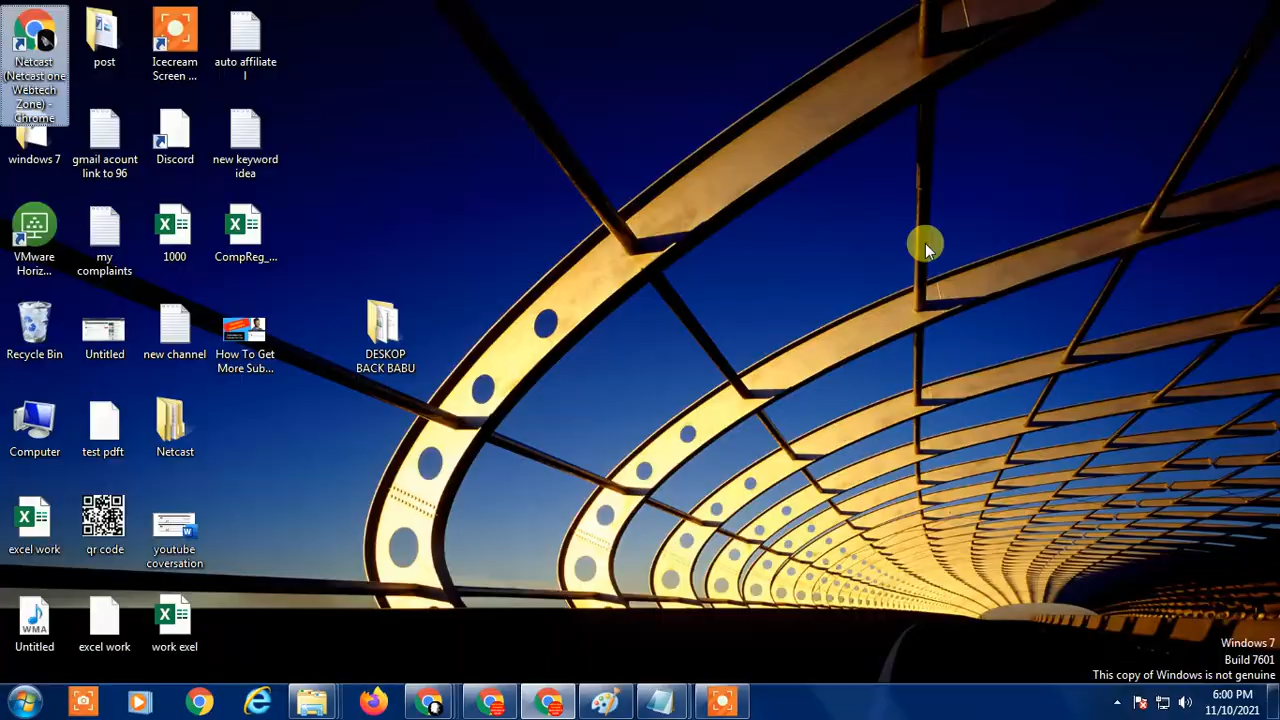 Netcast
(Netcast one
Webtech
Zone) -
Chrome
post
Icecream
Screen ...
auto affiliate
l
windows 7
gmail acount
link to 96
Discord
new keyword
idea
VMware
Horiz...
my
complaints
1000
CompReg_...
Recycle Bin
Untitled
new channel
How To Get
More Sub...
DESKOP
BACK BABU
Computer
test pdft
Netcast
excel work
qr code
youtube
coversation
WMA
Untitled
excel work
work exel
Windows 7
Build 7601
This copy of Windows is not genuine
6:00 PM
11/10/2021